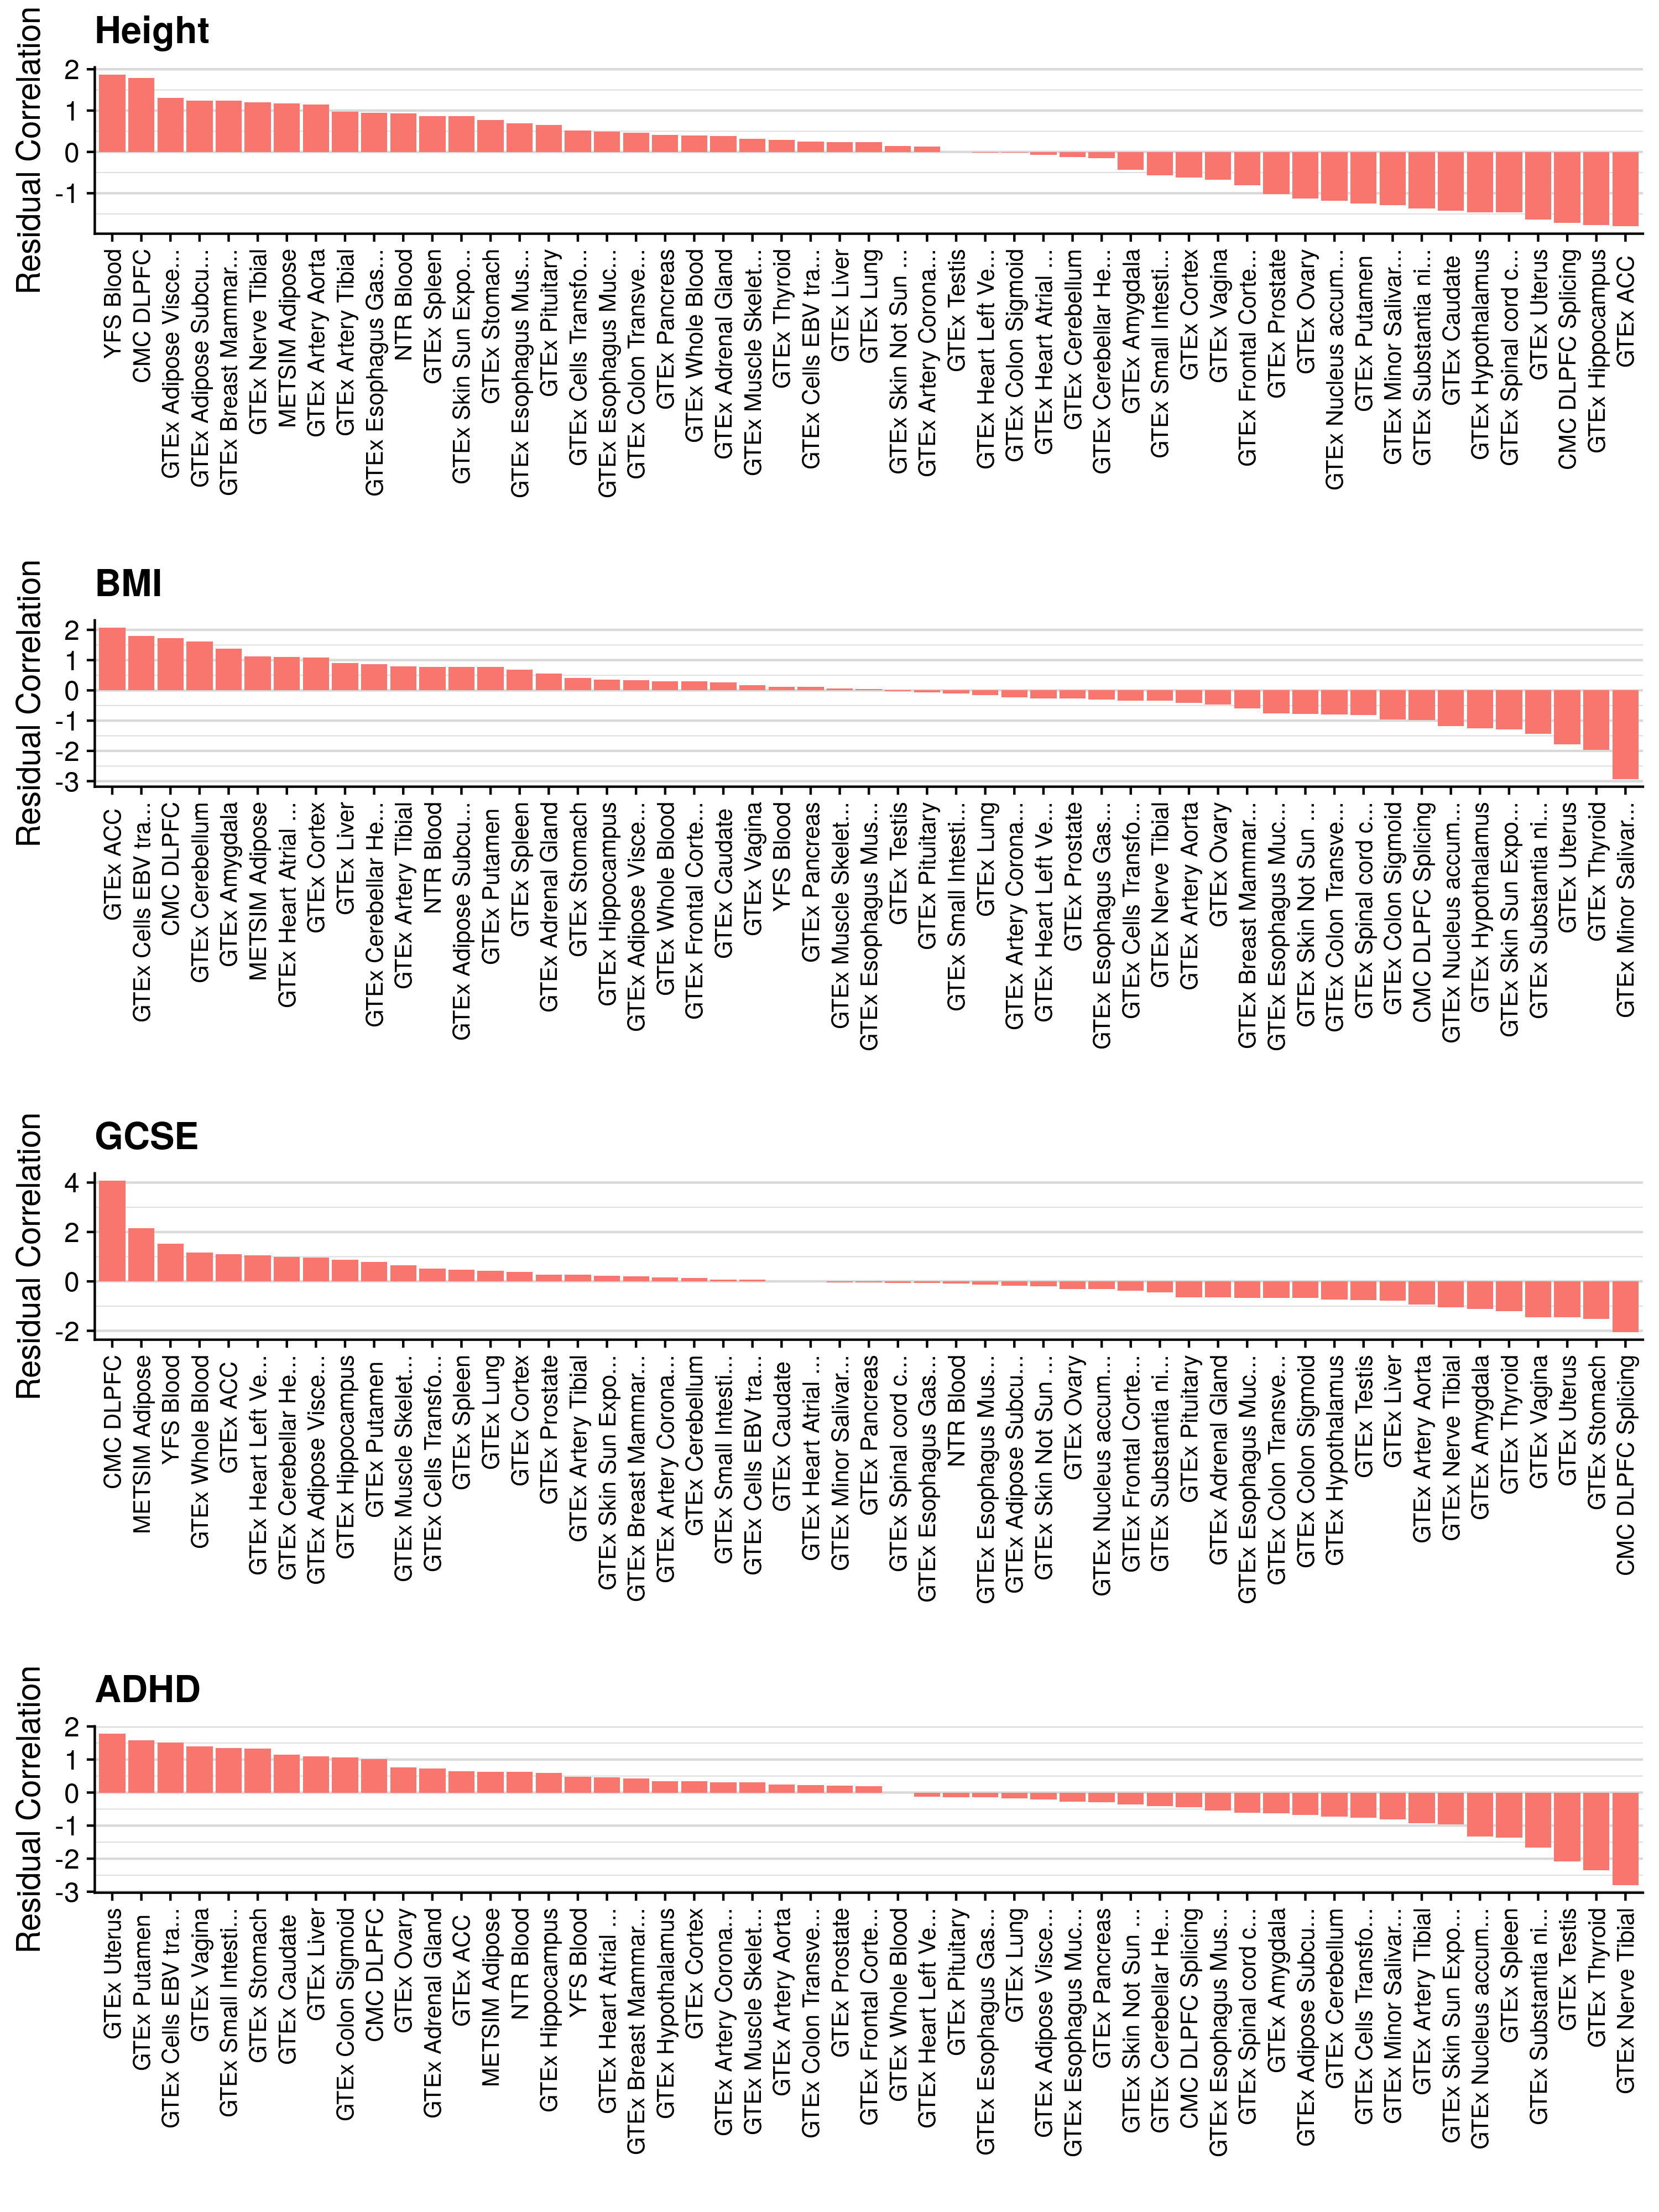 Height
Residual Correlation
2
1
0
-1
YFS Blood
CMC DLPFC
GTEx Adipose Visce...
GTEx Adipose Subcu...
GTEx Breast Mammar...
GTEx Nerve Tibial
METSIM Adipose
GTEx Artery Aorta
GTEx Artery Tibial
GTEx Esophagus Gas...
NTR Blood
GTEx Spleen
GTEx Skin Sun Expo...
GTEx Stomach
GTEx Esophagus Mus...
GTEx Pituitary
GTEx Cells Transfo...
GTEx Esophagus Muc...
GTEx Colon Transve...
GTEx Pancreas
GTEx Whole Blood
GTEx Adrenal Gland
GTEx Muscle Skelet...
GTEx Thyroid
GTEx Cells EBV tra...
GTEx Liver
GTEx Lung
GTEx Skin Not Sun ...
GTEx Artery Corona...
GTEx Testis
GTEx Heart Left Ve...
GTEx Colon Sigmoid
GTEx Heart Atrial ...
GTEx Cerebellum
GTEx Cerebellar He...
GTEx Amygdala
GTEx Small Intesti...
GTEx Cortex
GTEx Vagina
GTEx Frontal Corte...
GTEx Prostate
GTEx Ovary
GTEx Nucleus accum...
GTEx Putamen
GTEx Minor Salivar...
GTEx Substantia ni...
GTEx Caudate
GTEx Hypothalamus
GTEx Spinal cord c...
GTEx Uterus
CMC DLPFC Splicing
GTEx Hippocampus
GTEx ACC
BMI
Residual Correlation
2
1
0
-1
-2
-3
GTEx ACC
GTEx Cells EBV tra...
CMC DLPFC
GTEx Cerebellum
GTEx Amygdala
METSIM Adipose
GTEx Heart Atrial ...
GTEx Cortex
GTEx Liver
GTEx Cerebellar He...
GTEx Artery Tibial
NTR Blood
GTEx Adipose Subcu...
GTEx Putamen
GTEx Spleen
GTEx Adrenal Gland
GTEx Stomach
GTEx Hippocampus
GTEx Adipose Visce...
GTEx Whole Blood
GTEx Frontal Corte...
GTEx Caudate
GTEx Vagina
YFS Blood
GTEx Pancreas
GTEx Muscle Skelet...
GTEx Esophagus Mus...
GTEx Testis
GTEx Pituitary
GTEx Small Intesti...
GTEx Lung
GTEx Artery Corona...
GTEx Heart Left Ve...
GTEx Prostate
GTEx Esophagus Gas...
GTEx Cells Transfo...
GTEx Nerve Tibial
GTEx Artery Aorta
GTEx Ovary
GTEx Breast Mammar...
GTEx Esophagus Muc...
GTEx Skin Not Sun ...
GTEx Colon Transve...
GTEx Spinal cord c...
GTEx Colon Sigmoid
CMC DLPFC Splicing
GTEx Nucleus accum...
GTEx Hypothalamus
GTEx Skin Sun Expo...
GTEx Substantia ni...
GTEx Uterus
GTEx Thyroid
GTEx Minor Salivar...
GCSE
Residual Correlation
4
2
0
-2
CMC DLPFC
METSIM Adipose
YFS Blood
GTEx Whole Blood
GTEx ACC
GTEx Heart Left Ve...
GTEx Cerebellar He...
GTEx Adipose Visce...
GTEx Hippocampus
GTEx Putamen
GTEx Muscle Skelet...
GTEx Cells Transfo...
GTEx Spleen
GTEx Lung
GTEx Cortex
GTEx Prostate
GTEx Artery Tibial
GTEx Skin Sun Expo...
GTEx Breast Mammar...
GTEx Artery Corona...
GTEx Cerebellum
GTEx Small Intesti...
GTEx Cells EBV tra...
GTEx Caudate
GTEx Heart Atrial ...
GTEx Minor Salivar...
GTEx Pancreas
GTEx Spinal cord c...
GTEx Esophagus Gas...
NTR Blood
GTEx Esophagus Mus...
GTEx Adipose Subcu...
GTEx Skin Not Sun ...
GTEx Ovary
GTEx Nucleus accum...
GTEx Frontal Corte...
GTEx Substantia ni...
GTEx Pituitary
GTEx Adrenal Gland
GTEx Esophagus Muc...
GTEx Colon Transve...
GTEx Colon Sigmoid
GTEx Hypothalamus
GTEx Testis
GTEx Liver
GTEx Artery Aorta
GTEx Nerve Tibial
GTEx Amygdala
GTEx Thyroid
GTEx Vagina
GTEx Uterus
GTEx Stomach
CMC DLPFC Splicing
ADHD
Residual Correlation
2
1
0
-1
-2
-3
GTEx Uterus
GTEx Putamen
GTEx Cells EBV tra...
GTEx Vagina
GTEx Small Intesti...
GTEx Stomach
GTEx Caudate
GTEx Liver
GTEx Colon Sigmoid
CMC DLPFC
GTEx Ovary
GTEx Adrenal Gland
GTEx ACC
METSIM Adipose
NTR Blood
GTEx Hippocampus
YFS Blood
GTEx Heart Atrial ...
GTEx Breast Mammar...
GTEx Hypothalamus
GTEx Cortex
GTEx Artery Corona...
GTEx Muscle Skelet...
GTEx Artery Aorta
GTEx Colon Transve...
GTEx Prostate
GTEx Frontal Corte...
GTEx Whole Blood
GTEx Heart Left Ve...
GTEx Pituitary
GTEx Esophagus Gas...
GTEx Lung
GTEx Adipose Visce...
GTEx Esophagus Muc...
GTEx Pancreas
GTEx Skin Not Sun ...
GTEx Cerebellar He...
CMC DLPFC Splicing
GTEx Esophagus Mus...
GTEx Spinal cord c...
GTEx Amygdala
GTEx Adipose Subcu...
GTEx Cerebellum
GTEx Cells Transfo...
GTEx Minor Salivar...
GTEx Artery Tibial
GTEx Skin Sun Expo...
GTEx Nucleus accum...
GTEx Spleen
GTEx Substantia ni...
GTEx Testis
GTEx Thyroid
GTEx Nerve Tibial